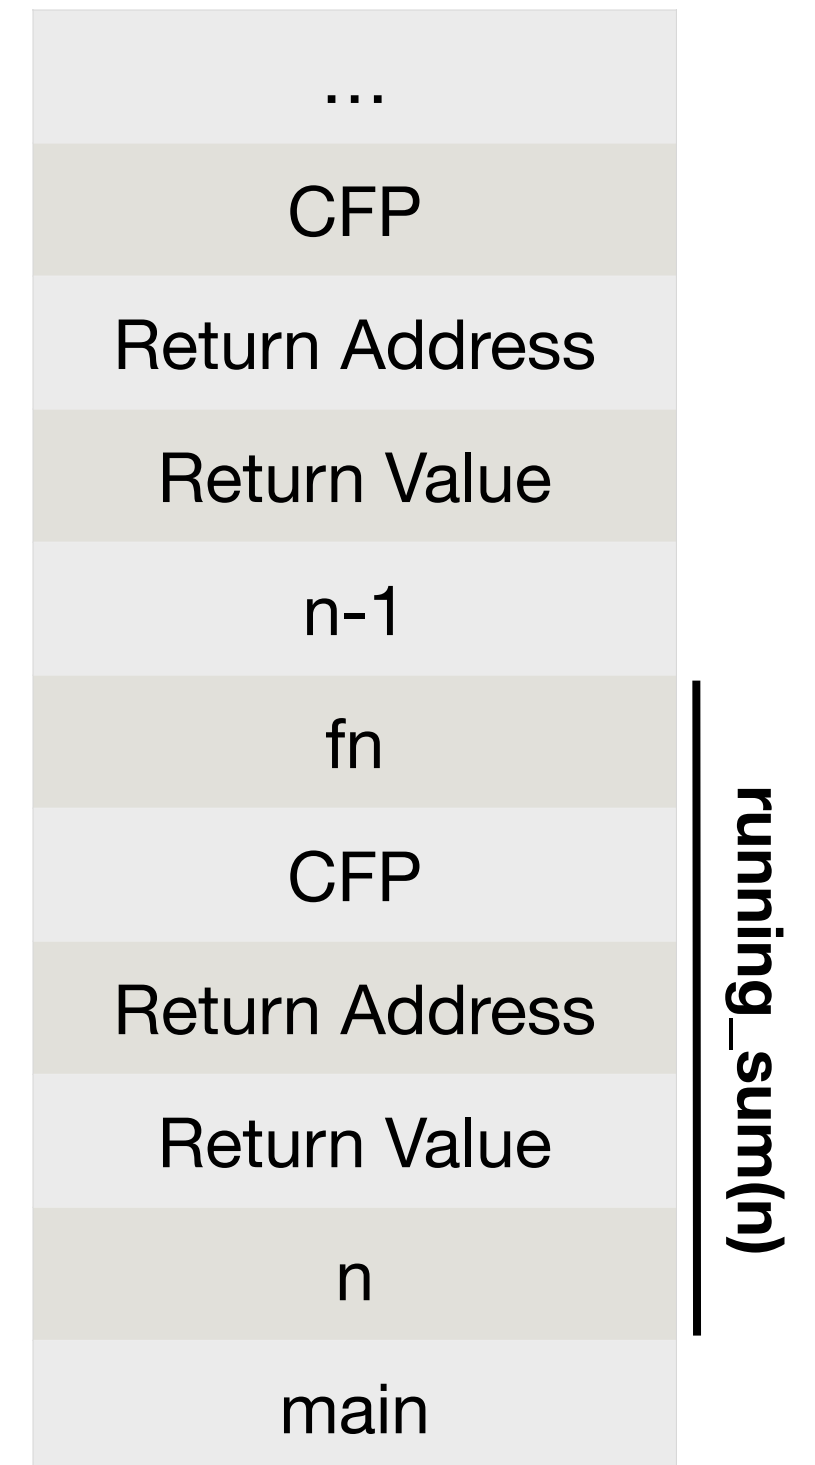 …
CFP
Return Address
Return Value
n-1
fn
CFP
Return Address
Return Value
n
main
running_sum(n)